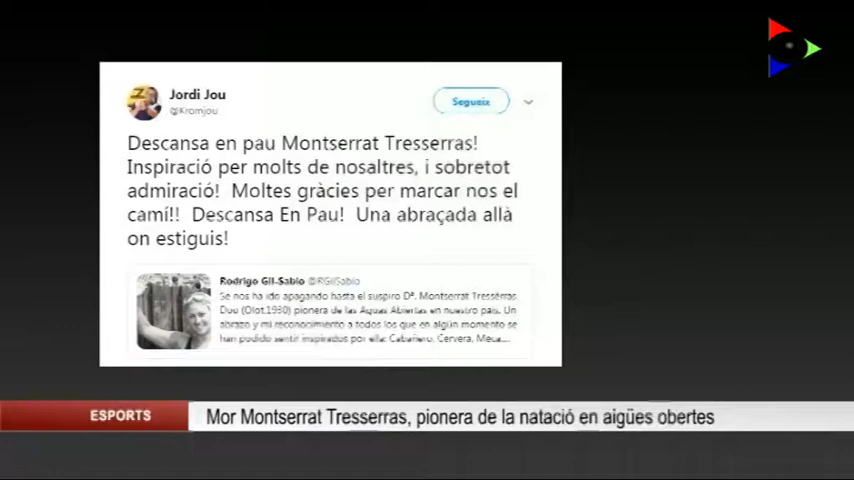 Jordi Jou
@Kromjou
Segueix
Descansa en pau Montserrat Tresserras!
Inspiració per molts de nosaltres, i sobretot
admiració! Moltes gràcies per marcar nos el
camí!! Descansa En Pau! Una abraçada allà
on estiguis!
Rodrigo Gil-Sabio @RGilSabio
Se nos ha ido apagando hasta el suspiro Dª. Montserrat Tresserras
Duo (Olot.1930) pionera de las Aguas Abiertas en nuestro pais. Un
abrazo y mi reconocimiento a todos los que en algún momento se
han podido sentir inspirados por ella: Cabañero, Cervera, Meca....
ESPORTS
Mor Montserrat Tresserras, pionera de la natació en aigües obertes